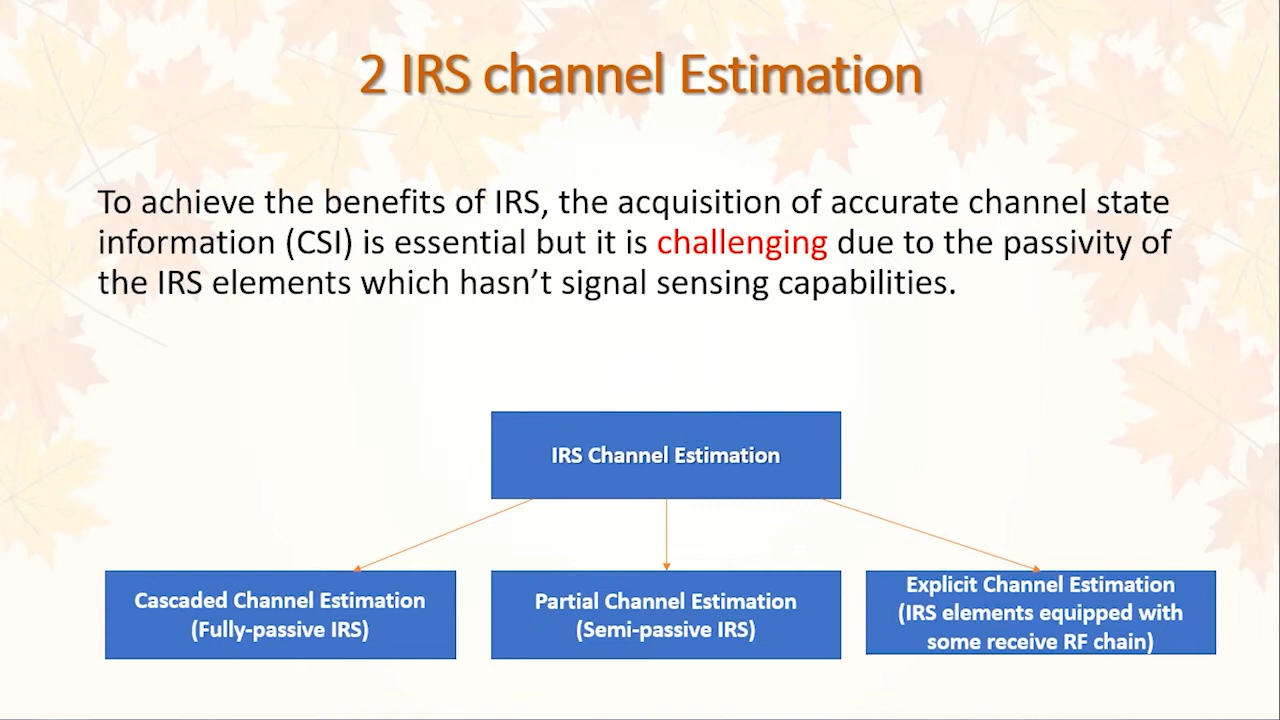 2 IRS channel Estimation
To achieve the benefits of IRS, the acquisition of accurate channel state
information (CSI) is essential but it is challenging due to the passivity of
the IRS elements which hasn’t signal sensing capabilities.
IRS Channel Estimation
Cascaded Channel Estimation
(Fully-passive IRS)
Partial Channel Estimation
(Semi-passive IRS)
Explicit Channel Estimation
(IRS elements equipped with
some receive RF chain)